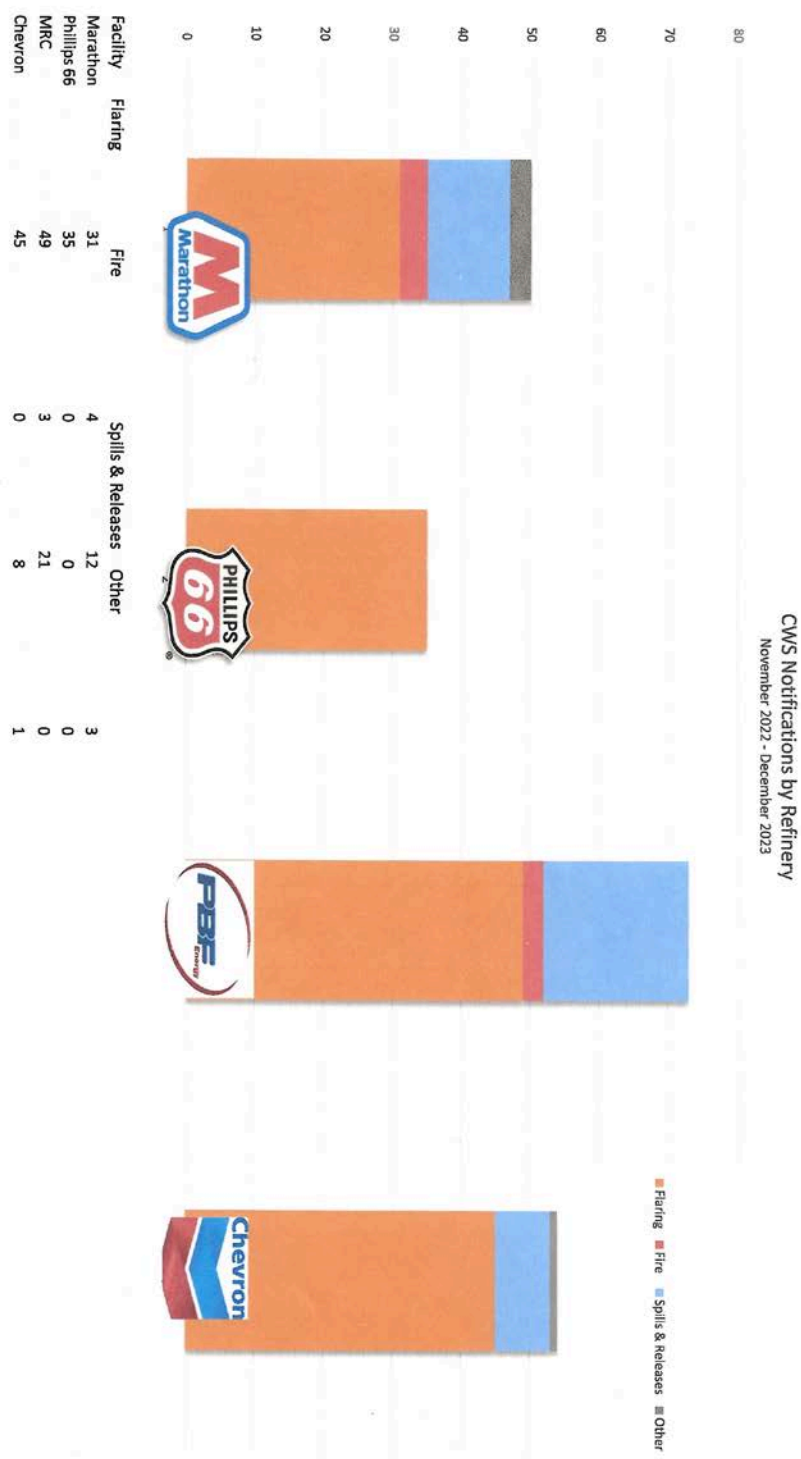 CWS Notifications by Refinery
November 2022 - December 2023
Flaring Fire Spills & Releases Other
80
70
60
50
40
30
20
10
0
Marathon
1
PHILLIPS
66
®
2
PBF
Energy
Chevron
Facility Flaring Fire Spills & Releases Other
Marathon 31 4 12 3
Phillips 66 35 0 0 0
MRC 49 3 21 0
Chevron 45 0 8 1